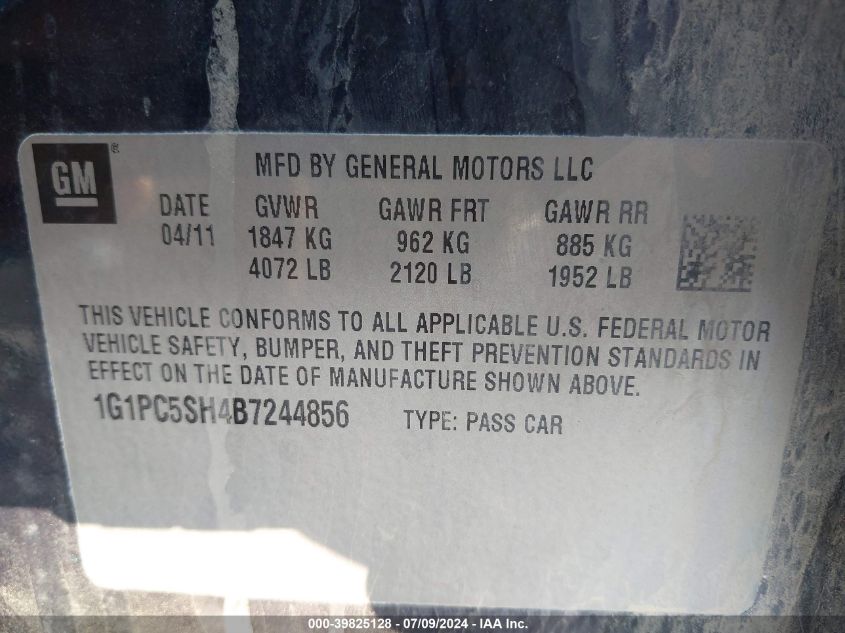 GM®
MFD BY GENERAL MOTORS LLC
DATE GVWR GAWR FRT GAWR RR
04/11 1847 KG 962 KG 885 KG
4072 LB 2120 LB 1952 LB
THIS VEHICLE CONFORMS TO ALL APPLICABLE U.S. FEDERAL MOTOR
VEHICLE SAFETY, BUMPER, AND THEFT PREVENTION STANDARDS IN
EFFECT ON THE DATE OF MANUFACTURE SHOWN ABOVE.
1G1PC5SH4B7244856 TYPE: PASS CAR
000-39825128 - 07/09/2024 - IAA, Inc.